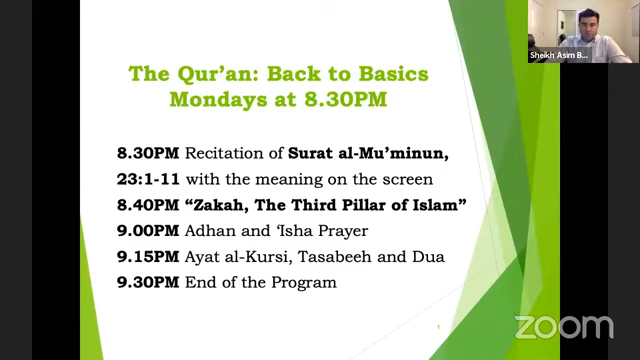 Sheikh Asim B...
The Qur'an: Back to Basics
Mondays at 8.30PM
8.30PM Recitation of Surat al-Mu'minun,
23:1-11 with the meaning on the screen
8.40PM “Zakah, The Third Pillar of Islam”
9.00PM Adhan and ‘Isha Prayer
9.15PM Ayat al-Kursi, Tasabeeh and Dua
9.30PM End of the Program
1
zoom